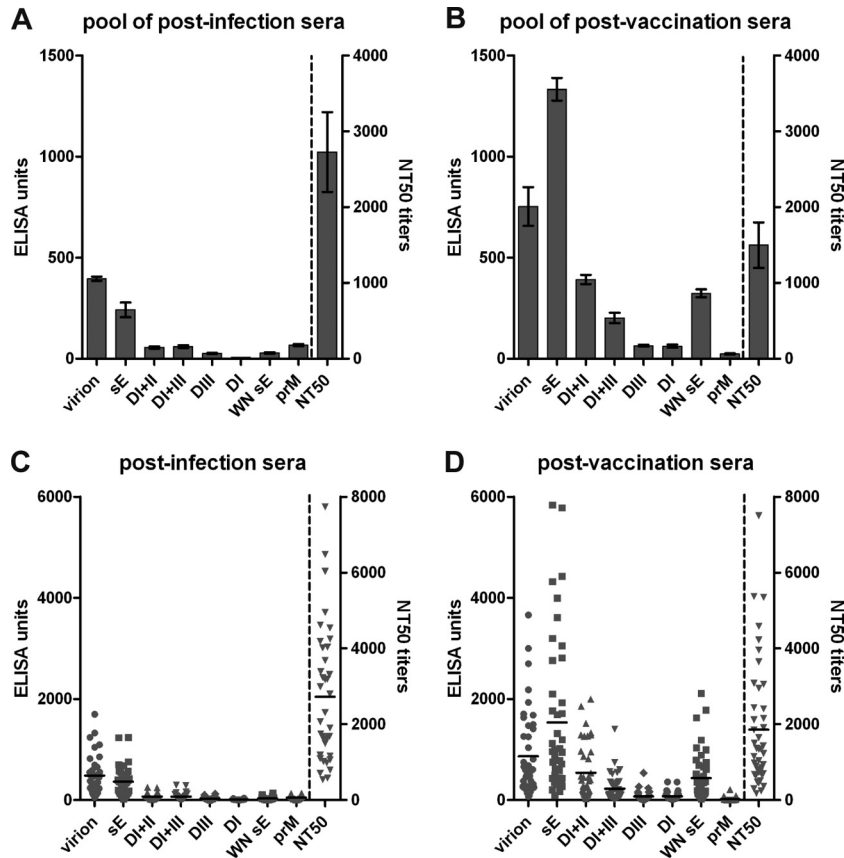 A pool of post-infection sera
1500
1000
500
0
ELISA units
4000
3000
2000
1000
0
NT50 titers
virion sE DI+II DI+III DIII DI WN sE prM NT50
B pool of post-vaccination sera
1500
1000
500
0
ELISA units
4000
3000
2000
1000
0
NT50 titers
virion sE DI+II DI+III DIII DI WN sE prM NT50
C post-infection sera
6000
4000
2000
0
ELISA units
8000
6000
4000
2000
0
NT50 titers
virion sE DI+II DI+III DIII DI WN sE prM NT50
D post-vaccination sera
6000
4000
2000
0
ELISA units
8000
6000
4000
2000
0
NT50 titers
virion sE DI+II DI+III DIII DI WN sE prM NT50